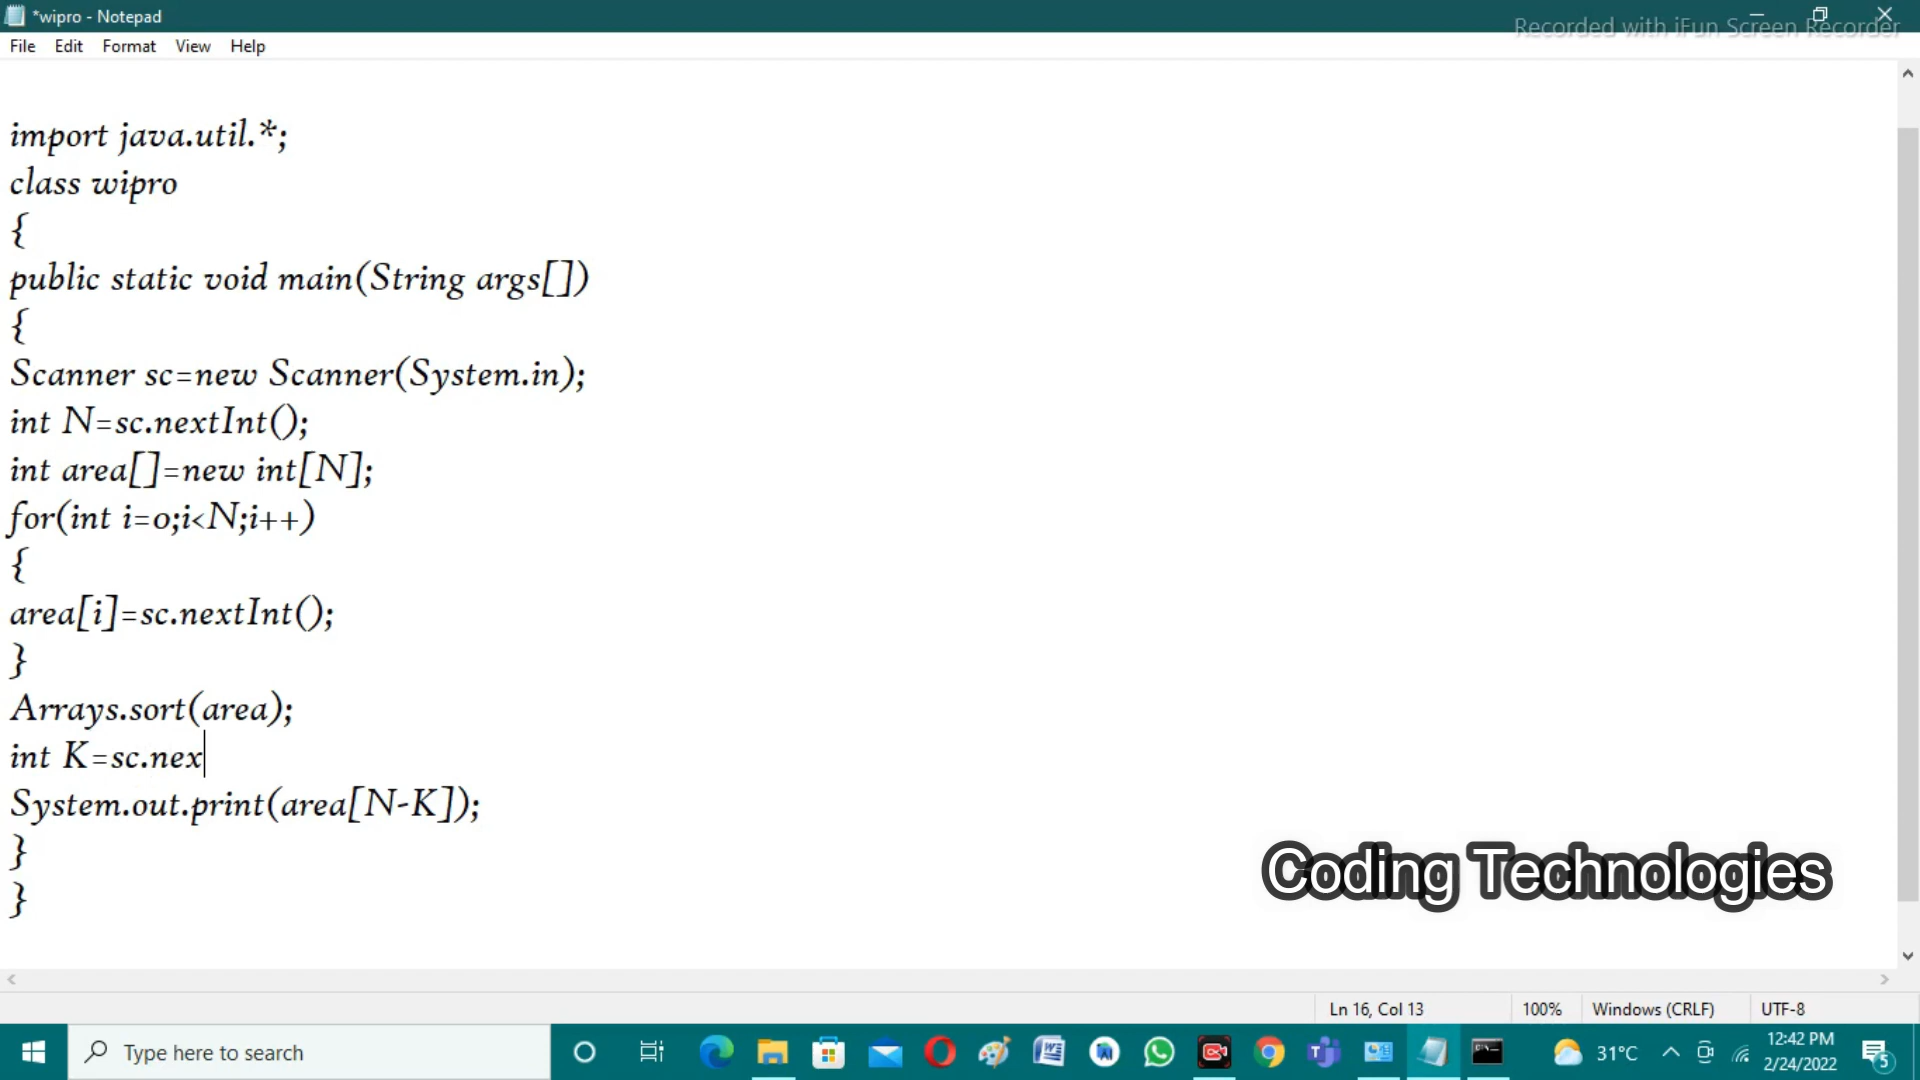 *wipro - Notepad
Recorded with iFun Screen Recorder
File Edit Format View Help
import java.util.*;
class wipro
{
public static void main(String args[])
{
Scanner sc=new Scanner(System.in);
int N=sc.nextInt();
int area[]=new int[N];
for(int i=0;i<N;i++)
{
area[i]=sc.nextInt();
}
Arrays.sort(area);
int K=sc.nex
System.out.print(area[N-K]);
}
}
Coding Technologies
Ln 16, Col 13 100% Windows (CRLF) UTF-8
Type here to search
31°C
12:42 PM
2/24/2022
5